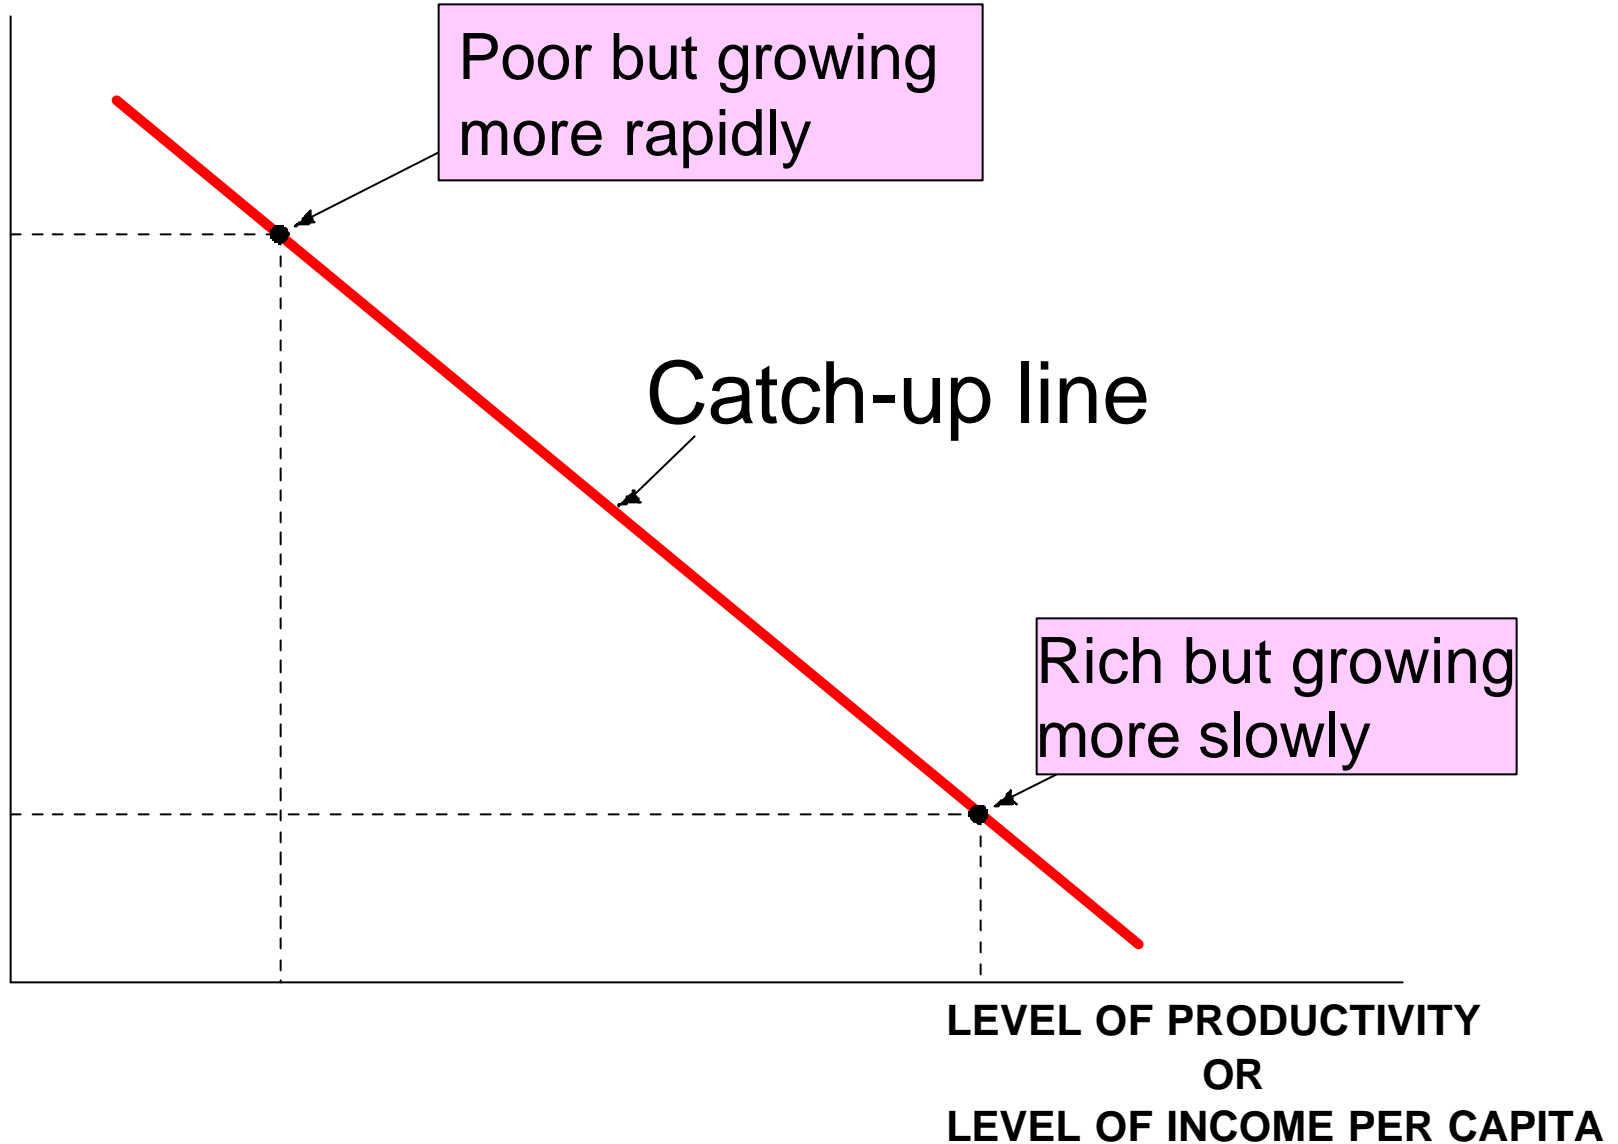 Poor but growing
more rapidly
Catch-up line
Rich but growing
more slowly
LEVEL OF PRODUCTIVITY
OR
LEVEL OF INCOME PER CAPITA